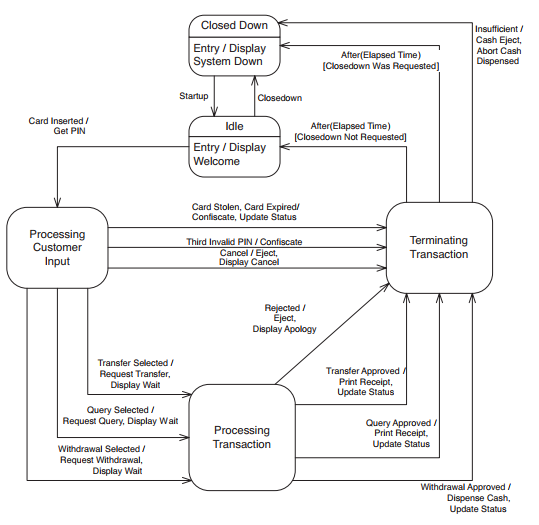 Closed Down
Entry / Display
System Down
Insufficient /
Cash Eject,
Abort Cash
Dispensed
After(Elapsed Time)
[Closedown Was Requested]
Startup
Closedown
Card Inserted /
Get PIN
Idle
Entry / Display
Welcome
After(Elapsed Time)
[Closedown Not Requested]
Processing
Customer
Input
Card Stolen, Card Expired/
Confiscate, Update Status
Third Invalid PIN / Confiscate
Cancel / Eject,
Display Cancel
Terminating
Transaction
Rejected /
Eject,
Display Apology
Transfer Selected /
Request Transfer,
Display Wait
Transfer Approved /
Print Receipt,
Update Status
Query Selected /
Request Query, Display Wait
Processing
Transaction
Query Approved /
Print Receipt,
Update Status
Withdrawal Selected /
Request Withdrawal,
Display Wait
Withdrawal Approved /
Dispense Cash,
Update Status